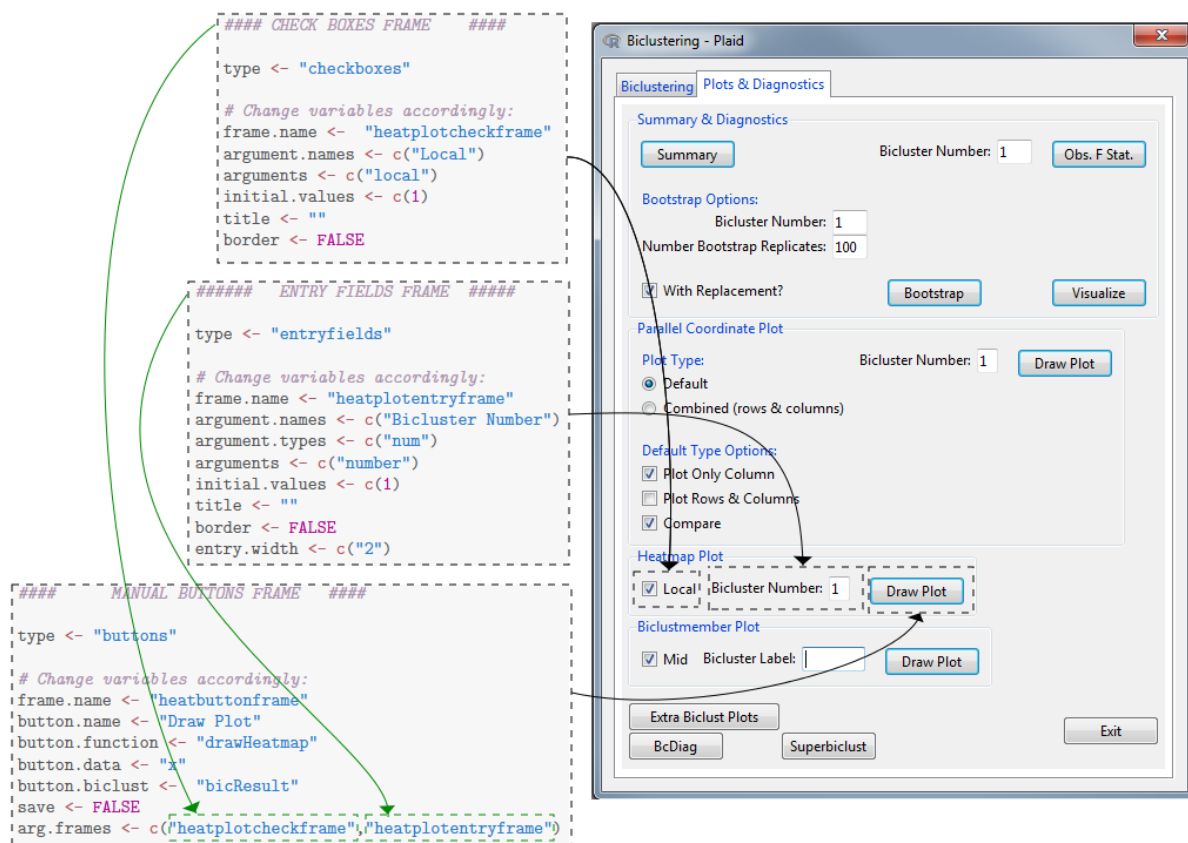 #### CHECK BOXES FRAME ####
type <- "checkboxes"
# Change variables accordingly:
frame.name <- "heatplotcheckframe"
argument.names <- c("Local")
arguments <- c("local")
initial.values <- c(1)
title <- ""
border <- FALSE
###### ENTRY FIELDS FRAME #####
type <- "entryfields"
# Change variables accordingly:
frame.name <- "heatplotentryframe"
argument.names <- c("Bicluster Number")
argument.types <- c("num")
arguments <- c("number")
initial.values <- c(1)
title <- ""
border <- FALSE
entry.width <- c("2")
#### MANUAL BUTTONS FRAME ####
type <- "buttons"
# Change variables accordingly:
frame.name <- "heatbuttonframe"
button.name <- "Draw Plot"
button.function <- "drawHeatmap"
button.data <- "x"
button.biclust <- "bicResult"
save <- FALSE
arg.frames <- c("heatplotcheckframe","heatplotentryframe")
R Biclustering - Plaid
x
Biclustering Plots & Diagnostics
Summary & Diagnostics
Summary Bicluster Number: 1 Obs. F Stat.
Bootstrap Options:
Bicluster Number: 1
Number Bootstrap Replicates: 100
With Replacement? Bootstrap Visualize
Parallel Coordinate Plot
Plot Type: Bicluster Number: 1 Draw Plot
Default
Combined (rows & columns)
Default Type Options:
Plot Only Column
Plot Rows & Columns
Compare
Heatmap Plot
Local Bicluster Number: 1 Draw Plot
Biclustmember Plot
Mid Bicluster Label: Draw Plot
Extra Biclust Plots
BcDiag Superbiclust Exit